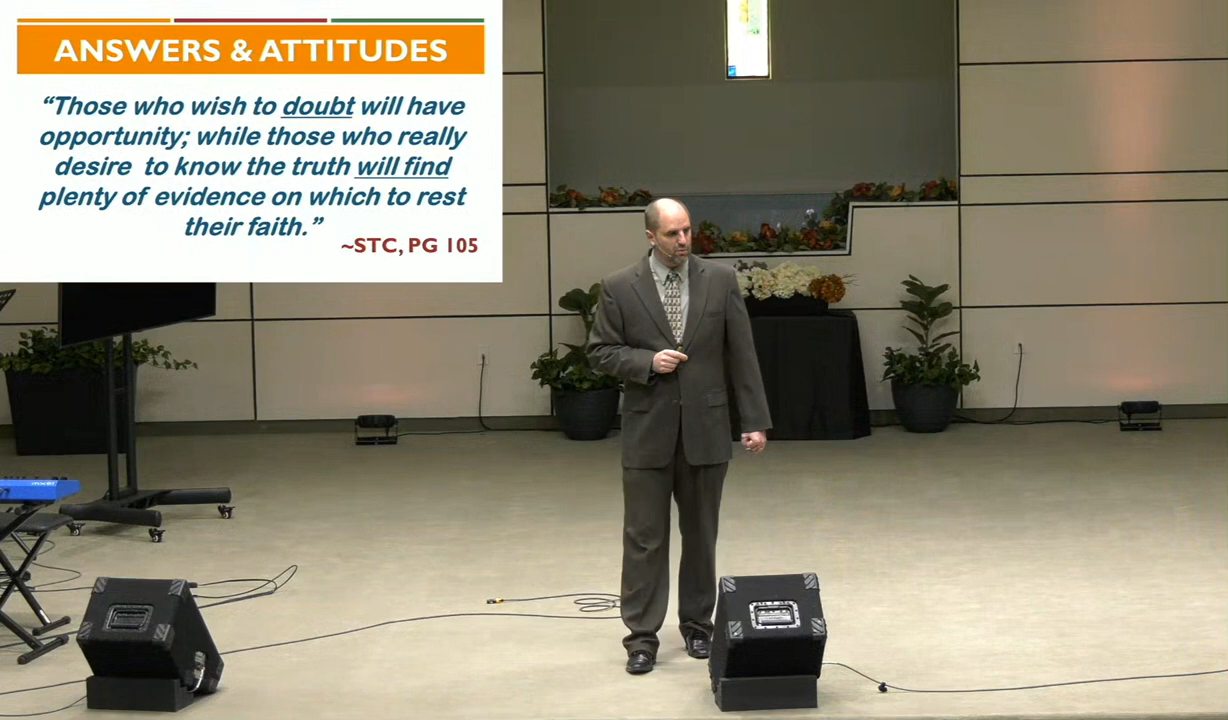 ANSWERS & ATTITUDES
“Those who wish to doubt will have
opportunity; while those who really
desire to know the truth will find
plenty of evidence on which to rest
their faith.”
~STC, PG 105